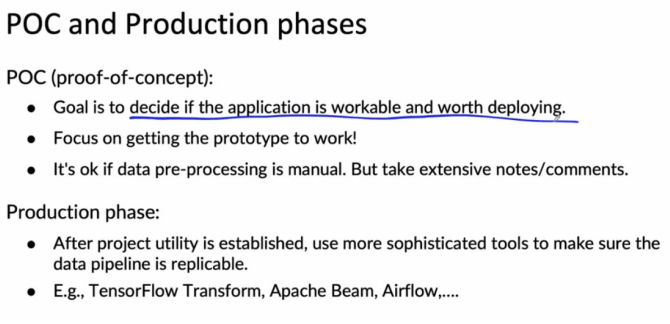 POC and Production phases
POC (proof-of-concept):
● Goal is to decide if the application is workable and worth deploying.
● Focus on getting the prototype to work!
● It's ok if data pre-processing is manual. But take extensive notes/comments.
Production phase:
● After project utility is established, use more sophisticated tools to make sure the
data pipeline is replicable.
● E.g., TensorFlow Transform, Apache Beam, Airflow,....